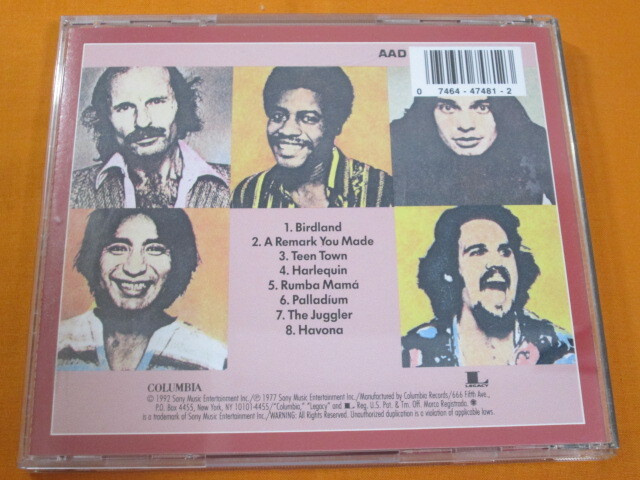 AAD
0 7464-47481-2
1. Birdland
2. A Remark You Made
3. Teen Town
4. Harlequin
5. Rumba Mamá
6. Palladium
7. The Juggler
8. Havona
COLUMBIA
LEGACY
© 1992 Sony Music Entertainment Inc./℗ 1977 Sony Music Entertainment Inc./Manufactured by Columbia Records/666 Fifth Ave.,
P.O. Box 4455, New York, NY 10101-4455/"Columbia," "Legacy" and L Reg. U.S. Pat. & Tm. Off. Marca Registrada.
is a trademark of Sony Music Entertainment Inc./WARNING: All Rights Reserved. Unauthorized duplication is a violation of applicable laws.